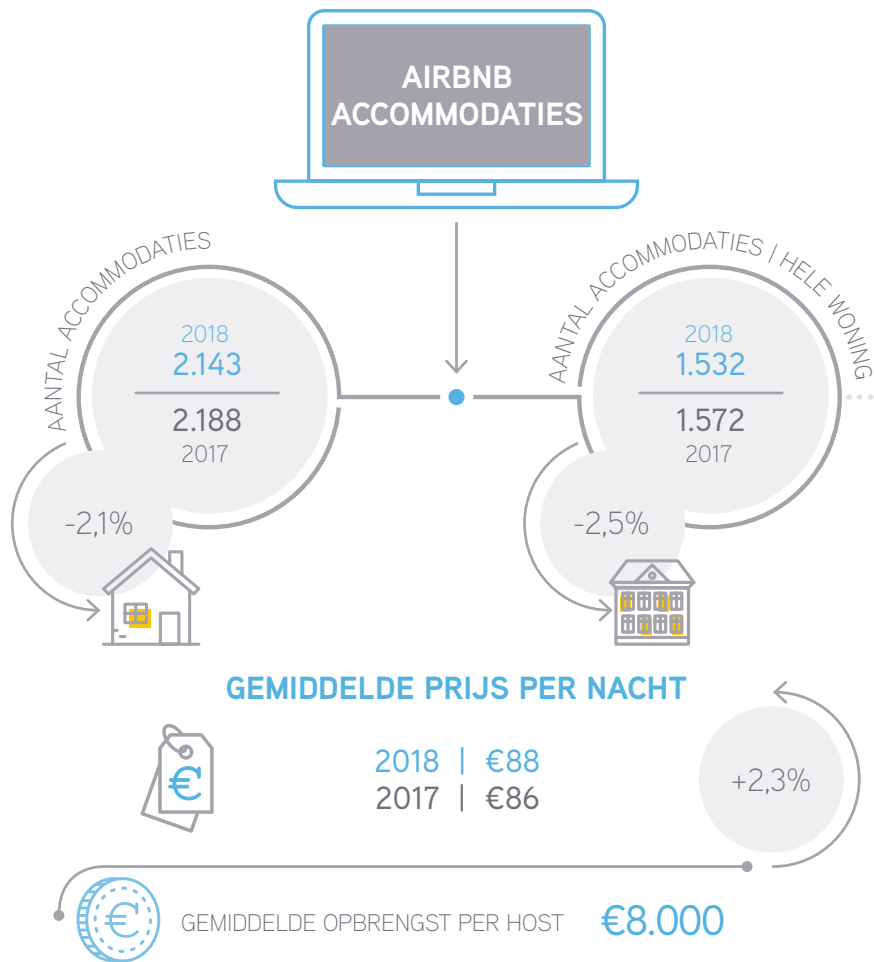 AIRBNB
ACCOMMODATIES
AANTAL ACCOMMODATIES
2018
2.143
2.188
2017
-2,1%
AANTAL ACCOMMODATIES | HELE WONING
2018
1.532
1.572
2017
-2,5%
GEMIDDELDE PRIJS PER NACHT
€
2018 | €88
2017 | €86
+2,3%
€
GEMIDDELDE OPBRENGST PER HOST €8.000